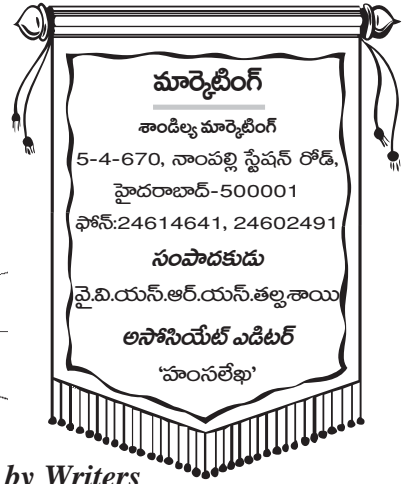 మార్కెటింగ్
శాండిల్య మార్కెటింగ్
5-4-670, నాంపల్లి స్టేషన్ రోడ్,
హైదరాబాద్-500001
ఫోన్:24614641, 24602491
సంపాదకుడు
వై.వి.యస్.ఆర్.యస్.తల్పశాయి
అసోసియేట్ ఎడిటర్
‘హంసలేఖ’
by Writers